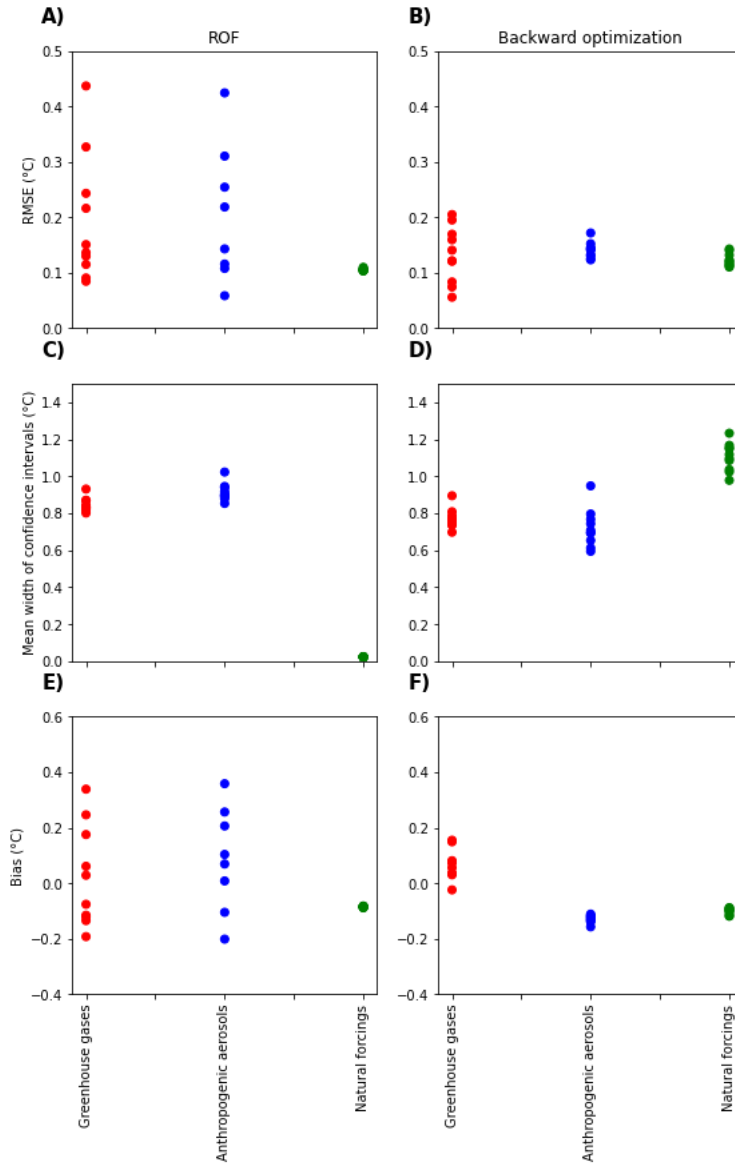 A)
B)
ROF
Backward optimization
0.5
0.4
0.3
0.2
0.1
0.0
RMSE (°C)
0.5
0.4
0.3
0.2
0.1
0.0
C)
D)
1.4
1.2
1.0
0.8
0.6
0.4
0.2
0.0
Mean width of confidence intervals (°C)
1.4
1.2
1.0
0.8
0.6
0.4
0.2
0.0
E)
F)
0.6
0.4
0.2
0.0
−0.2
−0.4
Bias (°C)
0.6
0.4
0.2
0.0
−0.2
−0.4
Greenhouse gases
Anthropogenic aerosols
Natural forcings
Greenhouse gases
Anthropogenic aerosols
Natural forcings